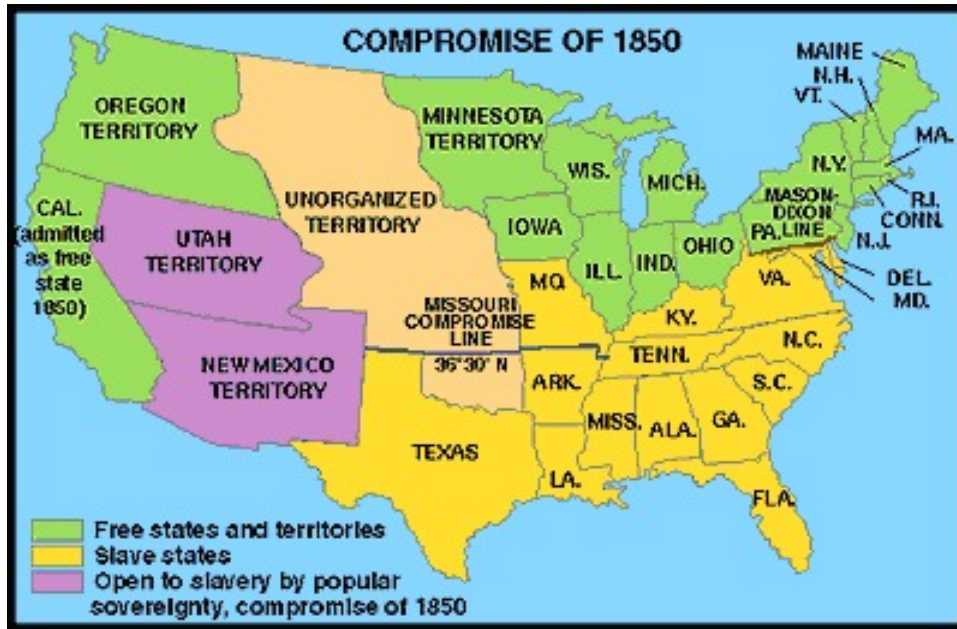 COMPROMISE OF 1850
MAINE
N.H.
VT.
OREGON
TERRITORY
MINNESOTA
TERRITORY
MA.
WIS.
MICH.
N.Y.
R.I.
CONN.
N.J.
MASON-
DIXON
LINE
PA.
CAL.
(admitted
as free
state
1850)
UNORGANIZED
TERRITORY
UTAH
TERRITORY
IOWA
ILL.
IND.
OHIO
DEL.
MD.
VA.
MO.
MISSOURI
COMPROMISE
LINE
36°30' N
KY.
N.C.
NEW MEXICO
TERRITORY
TENN.
ARK.
S.C.
MISS.
ALA.
GA.
TEXAS
LA.
FLA.
Free states and territories
Slave states
Open to slavery by popular
sovereignty, compromise of 1850